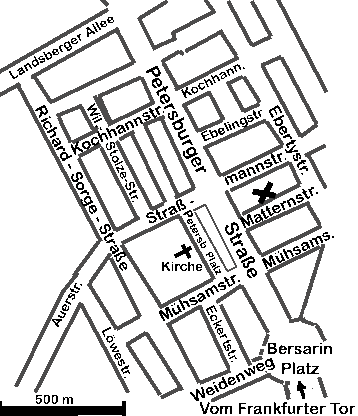 Landsberger Allee
Petersburger
Straße
Kochhann.
Ebelingstr.
Ebertystr.
Richard - Sorge - Straße
Wil.
Stolze-Str.
Kochhannstr.
Straß-
mannstr.
Matternstr.
Petersb. Platz
Kirche
Mühsams.
Mühsamstr.
Auerstr.
Löwestr
Eckertstr.
Weidenweg
Bersarin
Platz
500 m
Vom Frankfurter Tor